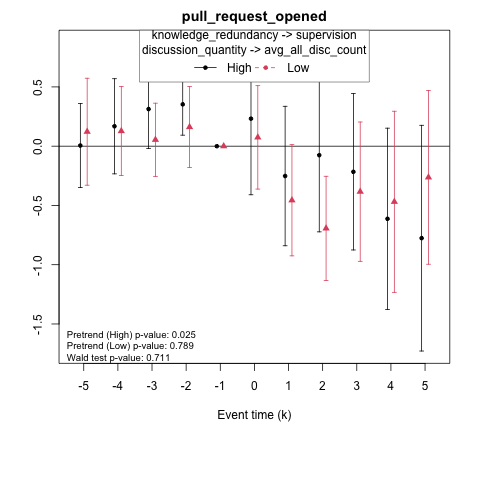 pull_request_opened
knowledge_redundancy -> supervision
discussion_quantity -> avg_all_disc_count
High Low
0.5
0.0
-0.5
-1.0
-1.5
Pretrend (High) p-value: 0.025
Pretrend (Low) p-value: 0.789
Wald test p-value: 0.711
-5 -4 -3 -2 -1 0 1 2 3 4 5
Event time (k)